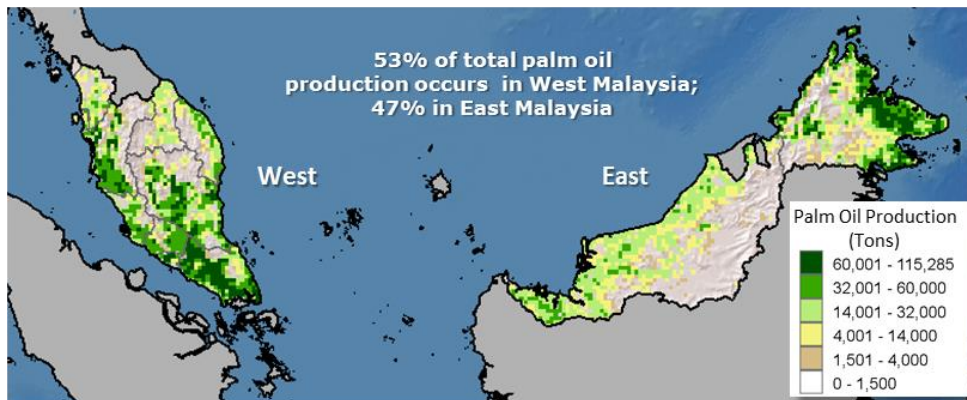 53% of total palm oil
production occurs in West Malaysia;
47% in East Malaysia
West
East
Palm Oil Production
(Tons)
60,001 - 115,285
32,001 - 60,000
14,001 - 32,000
4,001 - 14,000
1,501 - 4,000
0 - 1,500